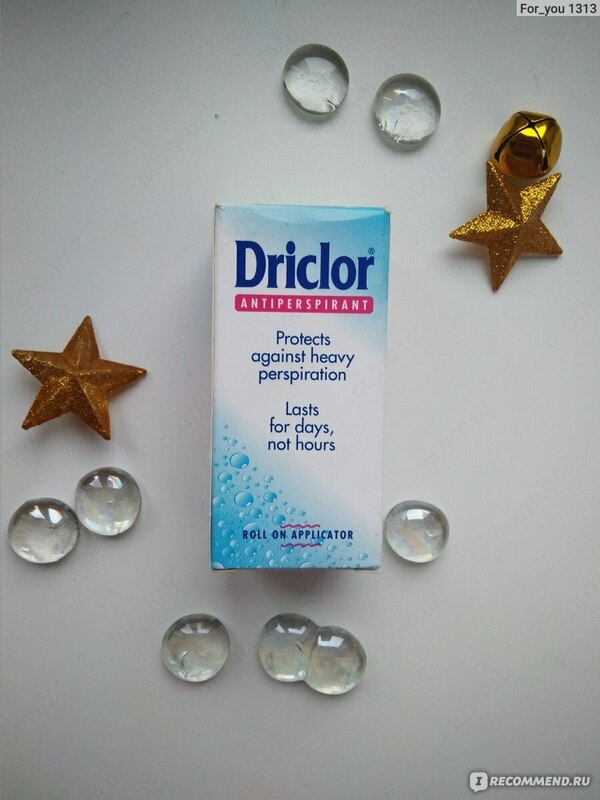 For_you 1313
Driclor®
ANTIPERSPIRANT
Protects
against heavy
perspiration
Lasts
for days,
not hours
ROLL ON APPLICATOR
I RECOMMEND.RU